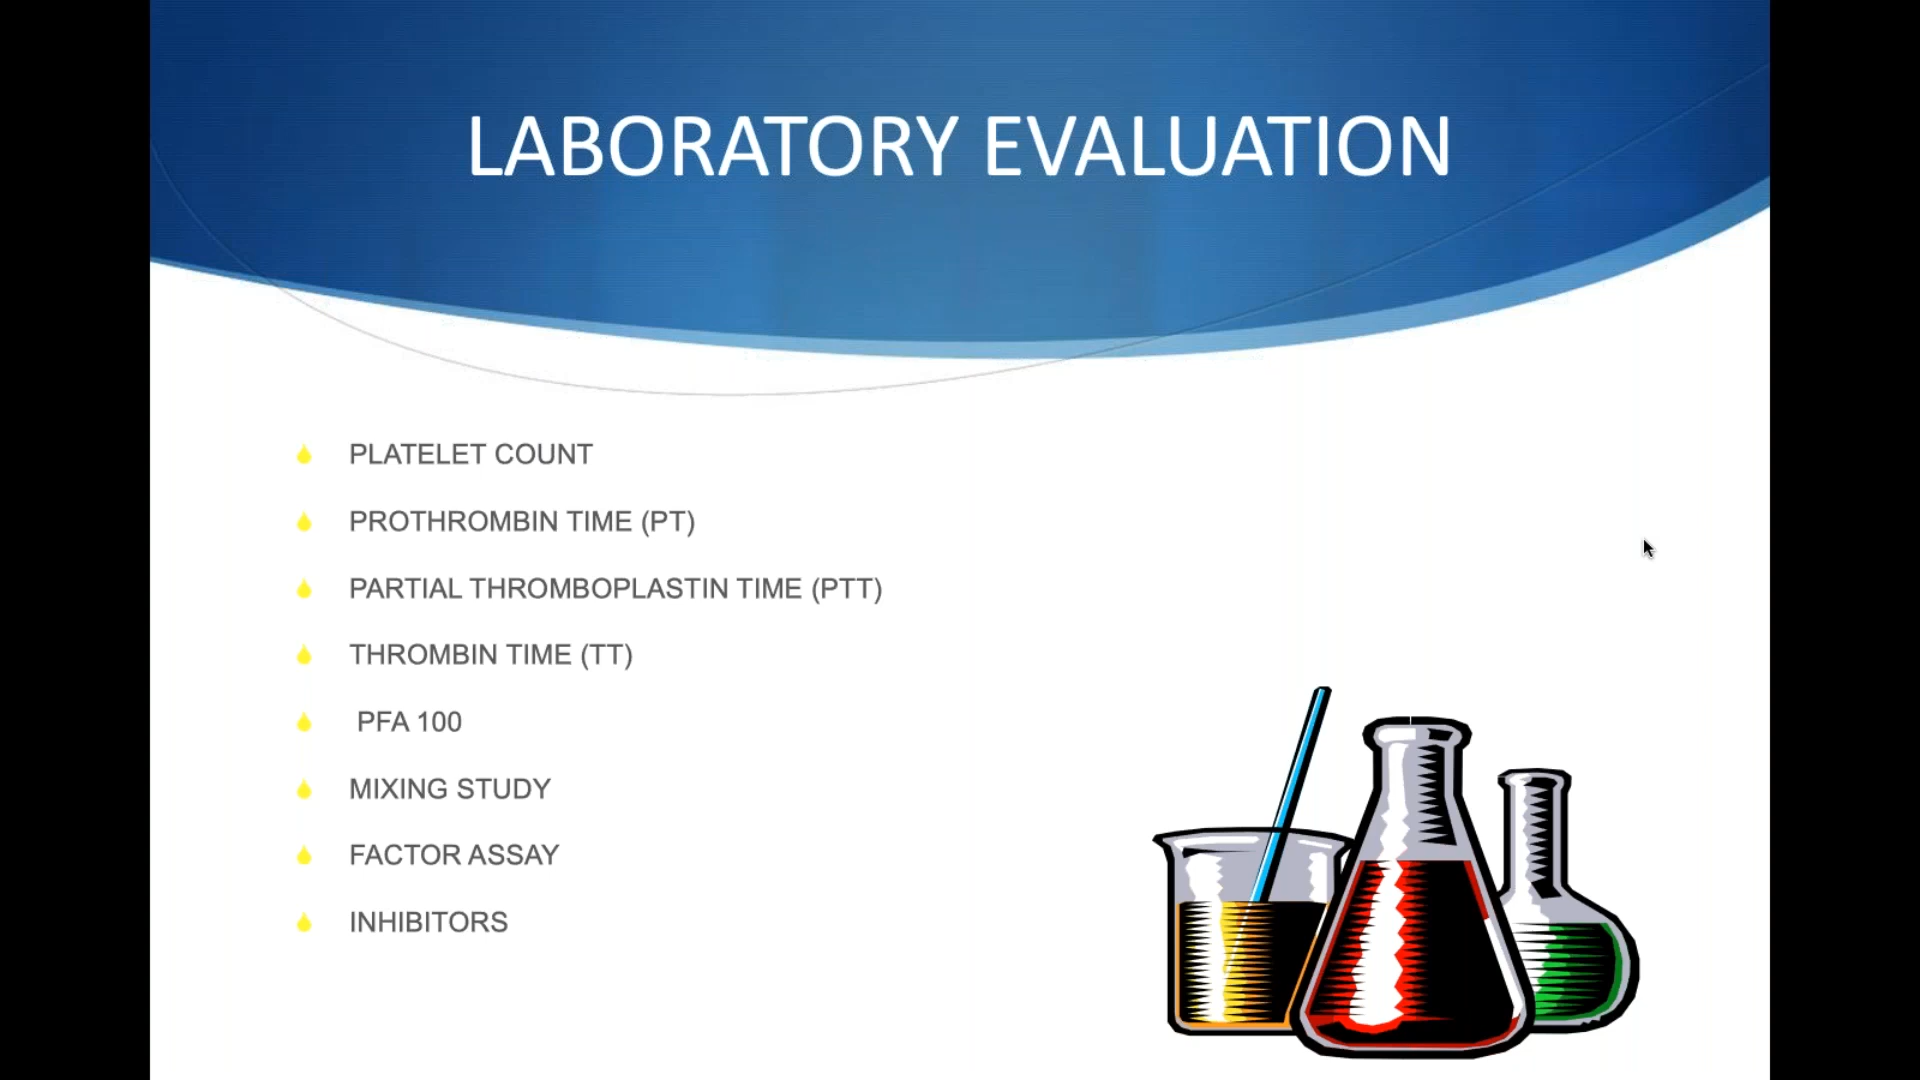 LABORATORY EVALUATION
PLATELET COUNT
PROTHROMBIN TIME (PT)
PARTIAL THROMBOPLASTIN TIME (PTT)
THROMBIN TIME (TT)
PFA 100
MIXING STUDY
FACTOR ASSAY
INHIBITORS